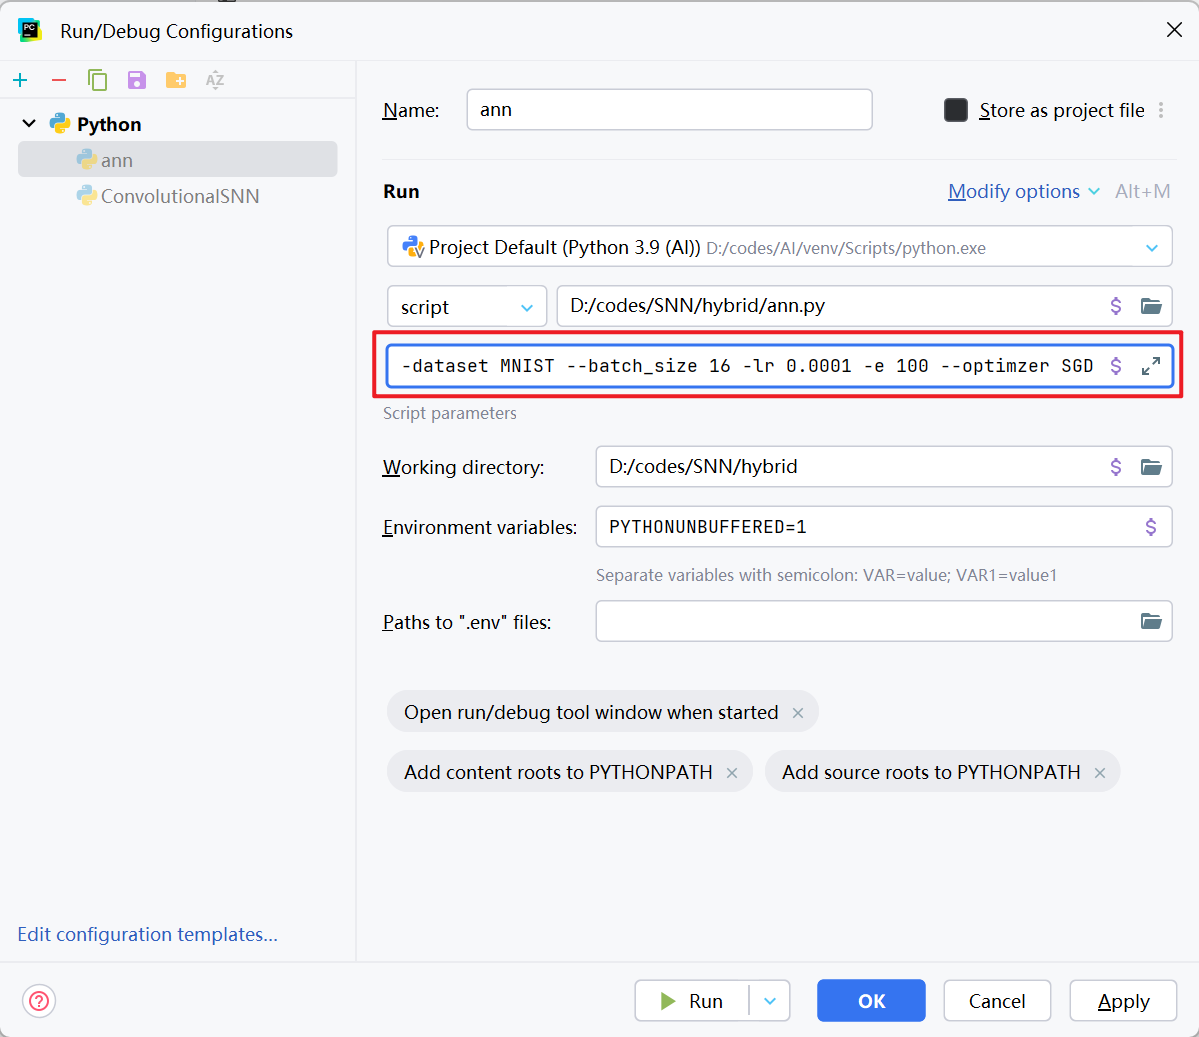 PC
Run/Debug Configurations
AZ
Python
ann
ConvolutionalSNN
Edit configuration templates...
Name:
ann
Store as project file
Run
Modify options
Alt+M
Project Default (Python 3.9 (AI)) D:/codes/AI/venv/Scripts/python.exe
script
D:/codes/SNN/hybrid/ann.py
$
-dataset MNIST --batch_size 16 -lr 0.0001 -e 100 --optimzer SGD
$
Script parameters
Working directory:
D:/codes/SNN/hybrid
$
Environment variables:
PYTHONUNBUFFERED=1
$
Separate variables with semicolon: VAR=value; VAR1=value1
Paths to ".env" files:
Open run/debug tool window when started ×
Add content roots to PYTHONPATH ×
Add source roots to PYTHONPATH ×
?
Run
OK
Cancel
Apply